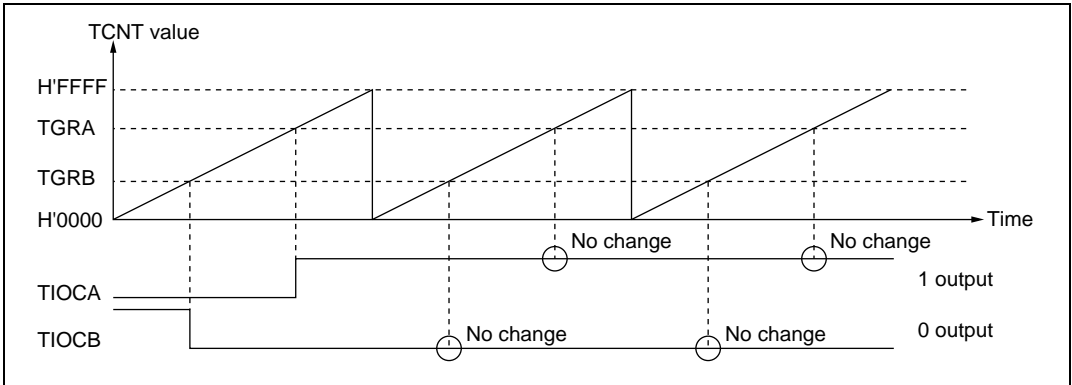 TCNT value
H'FFFF
TGRA
TGRB
H'0000
Time
No change
No change
TIOCA
1 output
No change
No change
TIOCB
0 output